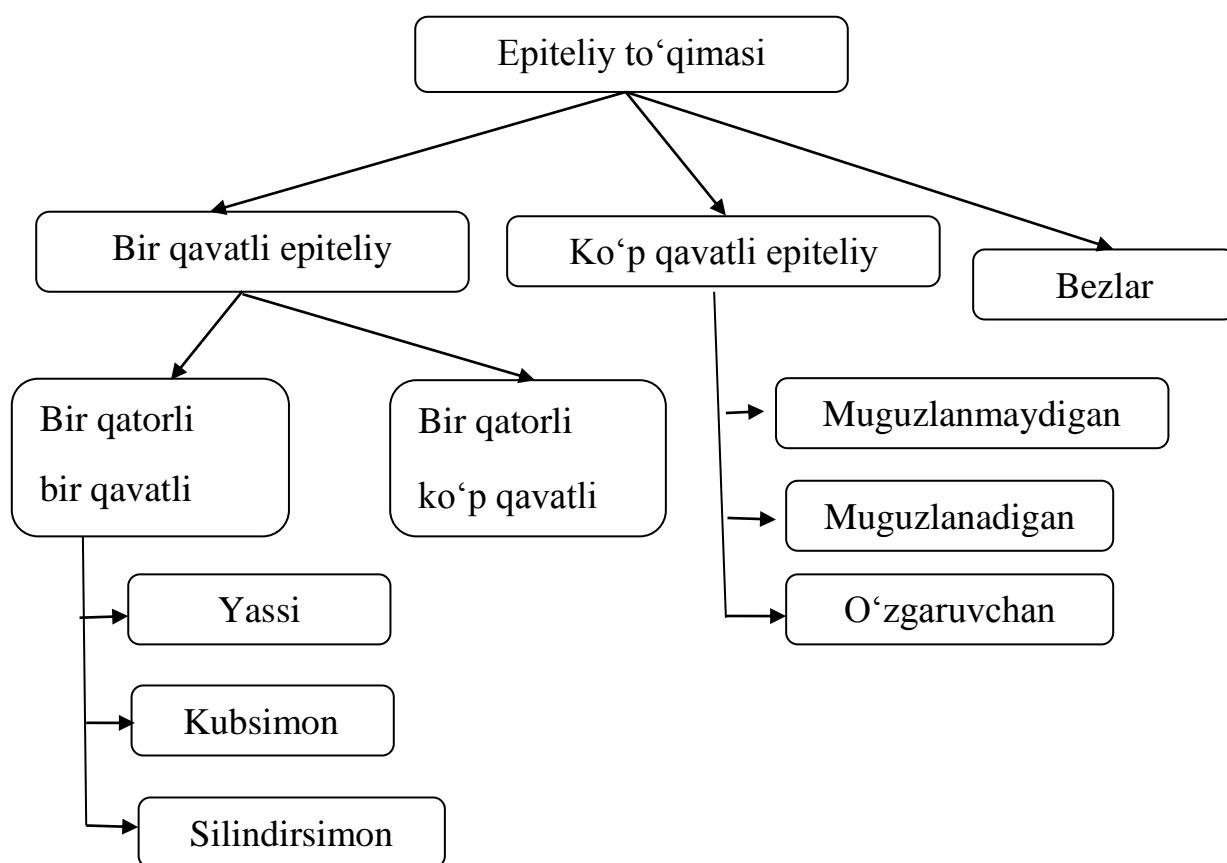 Epiteliy to‘qimasi
Bir qavatli epiteliy
Ko‘p qavatli epiteliy
Bezlar
Bir qatorli
bir qavatli
Bir qatorli
ko‘p qavatli
Muguzlanmaydigan
Muguzlanadigan
O‘zgaruvchan
Yassi
Kubsimon
Silindirsimon